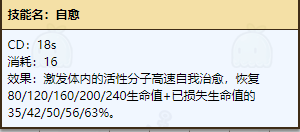 技能名：自愈
CD：18s
消耗：16
效果：激发体内的活性分子高速自我治愈，恢复
80/120/160/200/240生命值+已损失生命值的
35/42/50/56/63%。